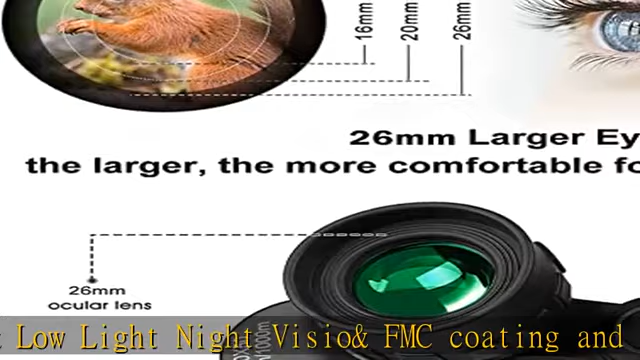 16mm
20mm
26mm
26mm Larger Ey
the larger, the more comfortable fo
26mm
ocular lens
Low Light Night Visio& FMC coating and